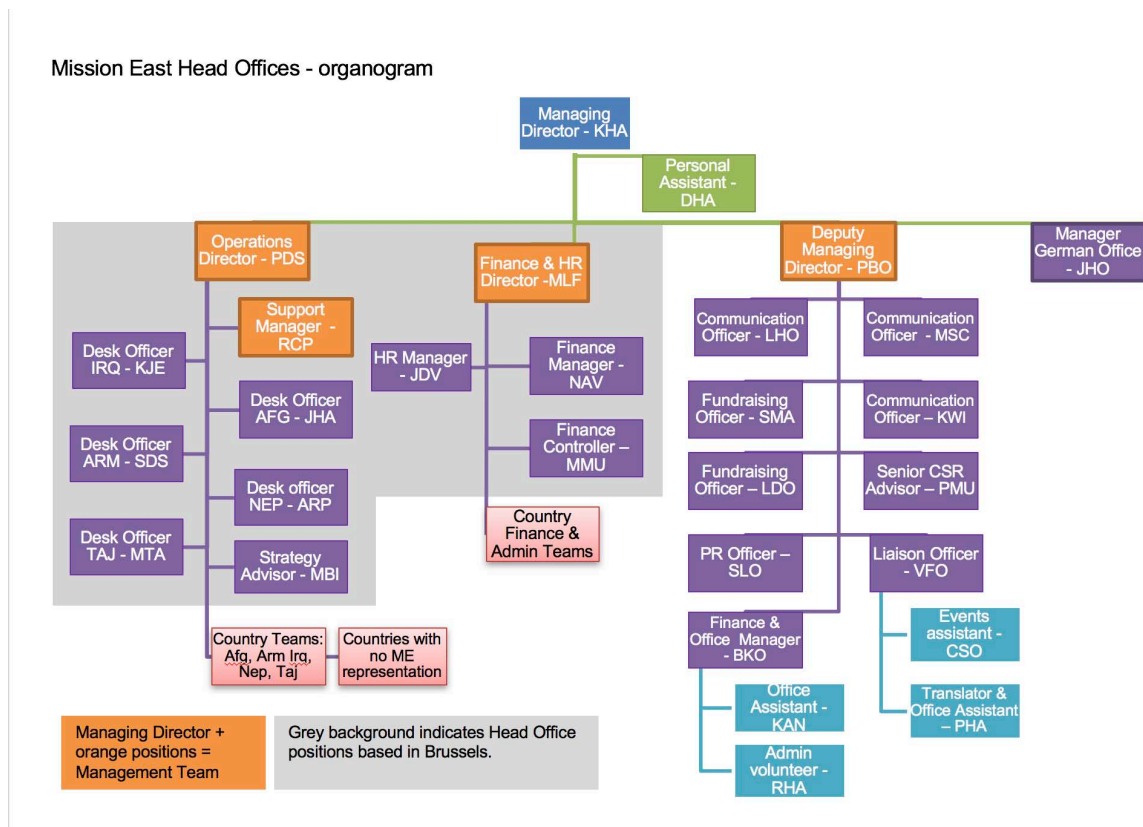 Mission East Head Offices - organogram
Managing
Director - KHA
Personal
Assistant -
DHA
Operations
Director - PDS
Finance & HR
Director -MLF
Deputy
Managing
Director - PBO
Manager
German Office
- JHO
Support
Manager -
RCP
Desk Officer
IRQ - KJE
Desk Officer
AFG - JHA
Desk Officer
ARM - SDS
Desk officer
NEP - ARP
Desk Officer
TAJ - MTA
Strategy
Advisor - MBI
Country Teams:
Afq, Arm Irq,
Nep, Taj
Countries with
no ME
representation
HR Manager
- JDV
Finance
Manager -
NAV
Finance
Controller –
MMU
Country
Finance &
Admin Teams
Communication
Officer - LHO
Communication
Officer - MSC
Fundraising
Officer - SMA
Communication
Officer – KWI
Fundraising
Officer – LDO
Senior CSR
Advisor – PMU
PR Officer –
SLO
Liaison Officer
- VFO
Finance &
Office Manager
- BKO
Events
assistant -
CSO
Office
Assistant -
KAN
Translator &
Office Assistant
– PHA
Admin
volunteer -
RHA
Managing Director +
orange positions =
Management Team
Grey background indicates Head Office
positions based in Brussels.